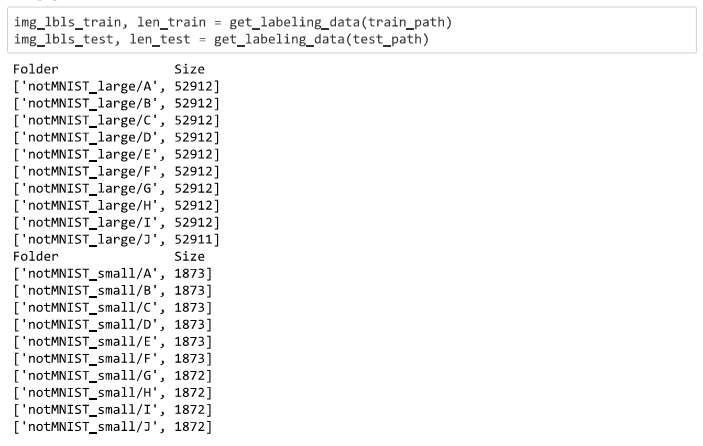 img_lbls_train, len_train = get_labeling_data(train_path)
img_lbls_test, len_test = get_labeling_data(test_path)
Folder Size
['notMNIST_large/A', 52912]
['notMNIST_large/B', 52912]
['notMNIST_large/C', 52912]
['notMNIST_large/D', 52912]
['notMNIST_large/E', 52912]
['notMNIST_large/F', 52912]
['notMNIST_large/G', 52912]
['notMNIST_large/H', 52912]
['notMNIST_large/I', 52912]
['notMNIST_large/J', 52911]
Folder Size
['notMNIST_small/A', 1873]
['notMNIST_small/B', 1873]
['notMNIST_small/C', 1873]
['notMNIST_small/D', 1873]
['notMNIST_small/E', 1873]
['notMNIST_small/F', 1873]
['notMNIST_small/G', 1872]
['notMNIST_small/H', 1872]
['notMNIST_small/I', 1872]
['notMNIST_small/J', 1872]